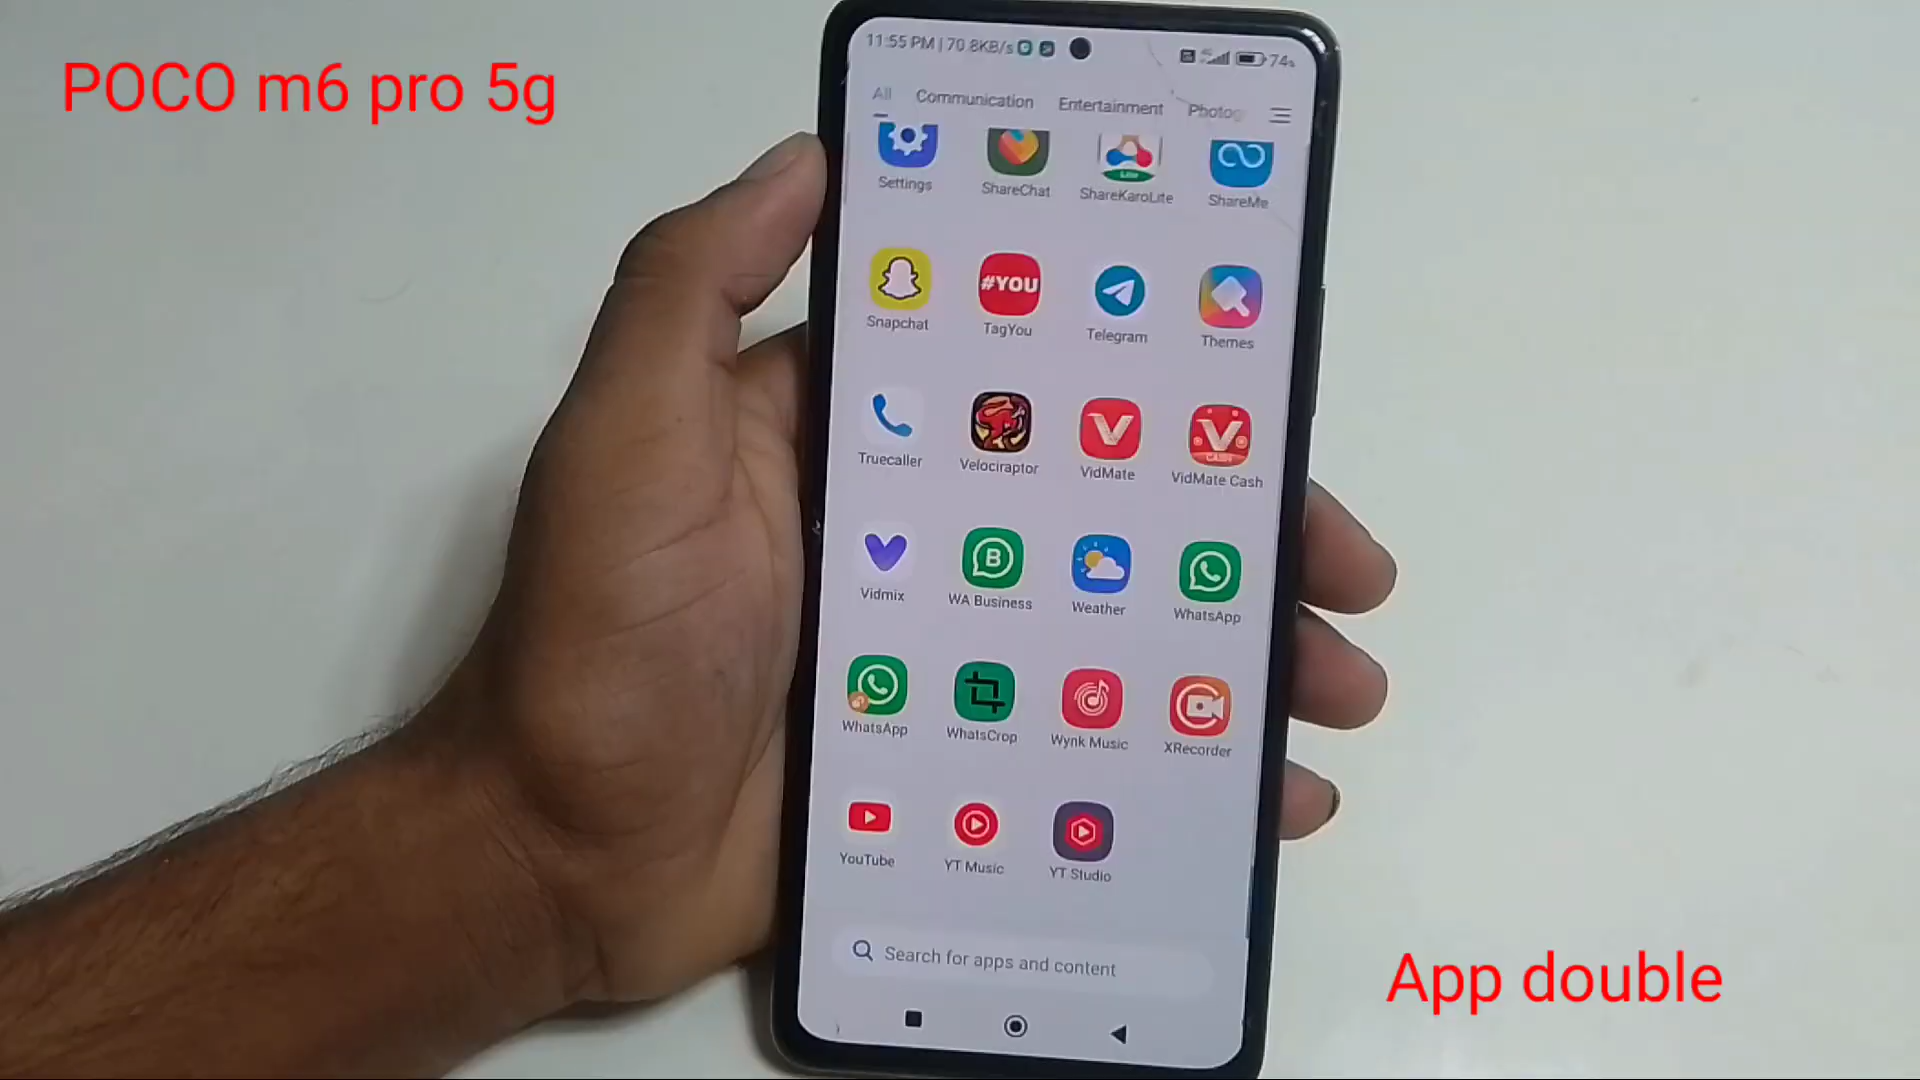 POCO m6 pro 5g
11:55 PM | 70.8KB/s
74
All Communication Entertainment Photog
Settings ShareChat ShareKaroLite ShareMe
#YOU
Snapchat TagYou Telegram Themes
CASH
Truecaller Velociraptor VidMate VidMate Cash
B
Vidmix WA Business Weather WhatsApp
WhatsApp WhatsCrop Wynk Music XRecorder
YouTube YT Music YT Studio
Search for apps and content
App double